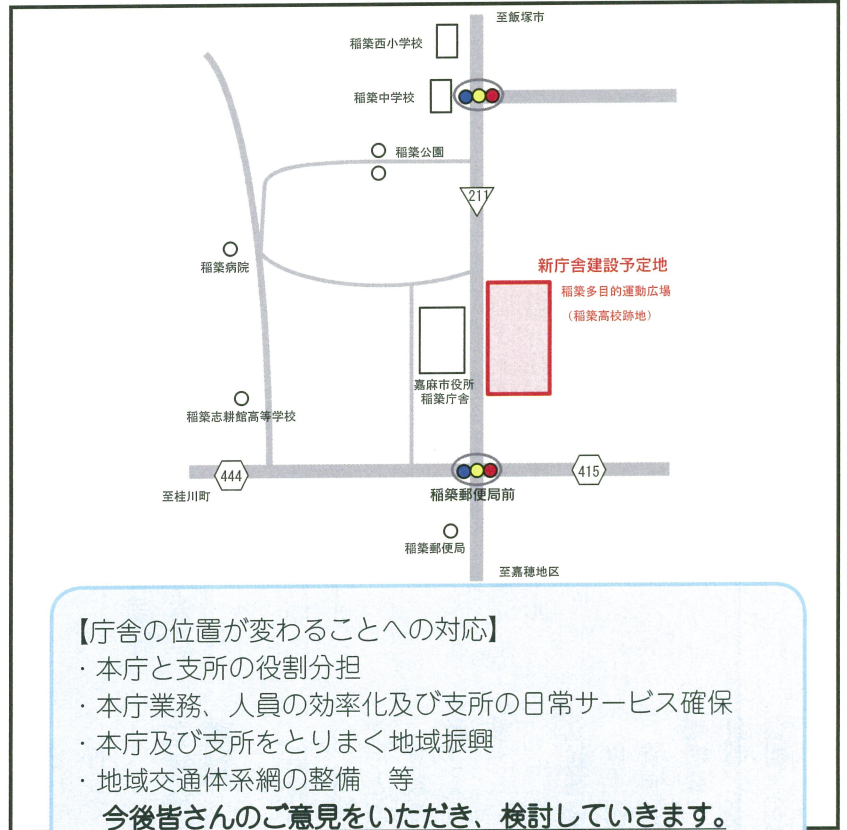 至飯塚市
稲築西小学校
稲築中学校
稲築公園
211
稲築病院
新庁舎建設予定地
稲築多目的運動広場
（稲築高校跡地）
嘉麻市役所
稲築庁舎
稲築志耕館高等学校
444
415
至桂川町
稲築郵便局前
稲築郵便局
至嘉穂地区
【庁舎の位置が変わることへの対応】
・本庁と支所の役割分担
・本庁業務、人員の効率化及び支所の日常サービス確保
・本庁及び支所をとりまく地域振興
・地域交通体系網の整備　等
今後皆さんのご意見をいただき、検討していきます。